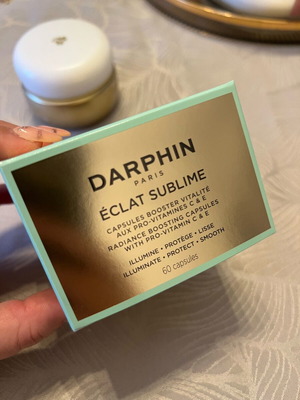 DARPHIN
PARIS
ÉCLAT SUBLIME
CAPSULES BOOSTER VITALITÉ
AUX PRO-VITAMINES C & E
RADIANCE BOOSTING CAPSULES
WITH PRO-VITAMIN C & E
ILLUMINE • PROTÈGE • LISSE
ILLUMINATE • PROTECT • SMOOTH
60 capsules